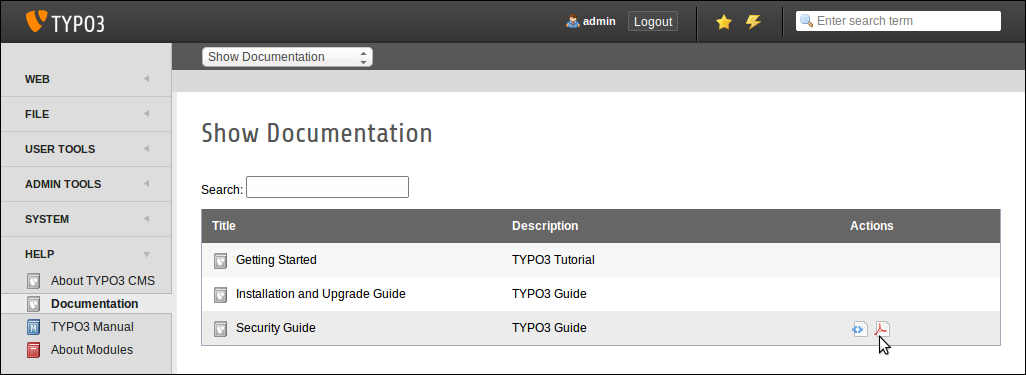 TYPO3
admin
Logout
Enter search term
Show Documentation
WEB
FILE
USER TOOLS
ADMIN TOOLS
SYSTEM
HELP
About TYPO3 CMS
Documentation
TYPO3 Manual
About Modules
Show Documentation
Search:
Title Description Actions
Getting Started TYPO3 Tutorial
Installation and Upgrade Guide TYPO3 Guide
Security Guide TYPO3 Guide